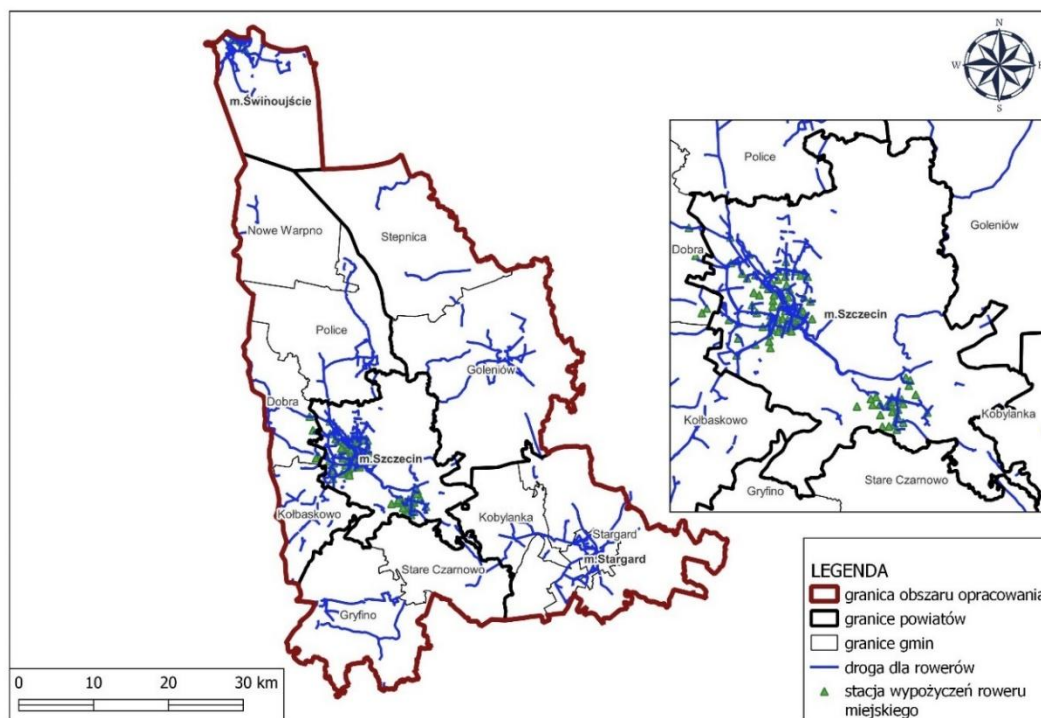 N
W
E
S
m.Świnoujście
Nowe Warpno
Stepnica
Police
Goleniów
Dobra
m.Szczecin
Kołbaskowo
Kobylanka
Stargard
m.Stargard
Stare Czarnowo
Gryfino
Police
Goleniów
Dobra
m.Szczecin
Kołbaskowo
Kobylanka
Stare Czarnowo
Gryfino
LEGENDA
granica obszaru opracowania
granice powiatów
granice gmin
droga dla rowerów
stacja wypożyczeń roweru
miejskiego
0 10 20 30 km